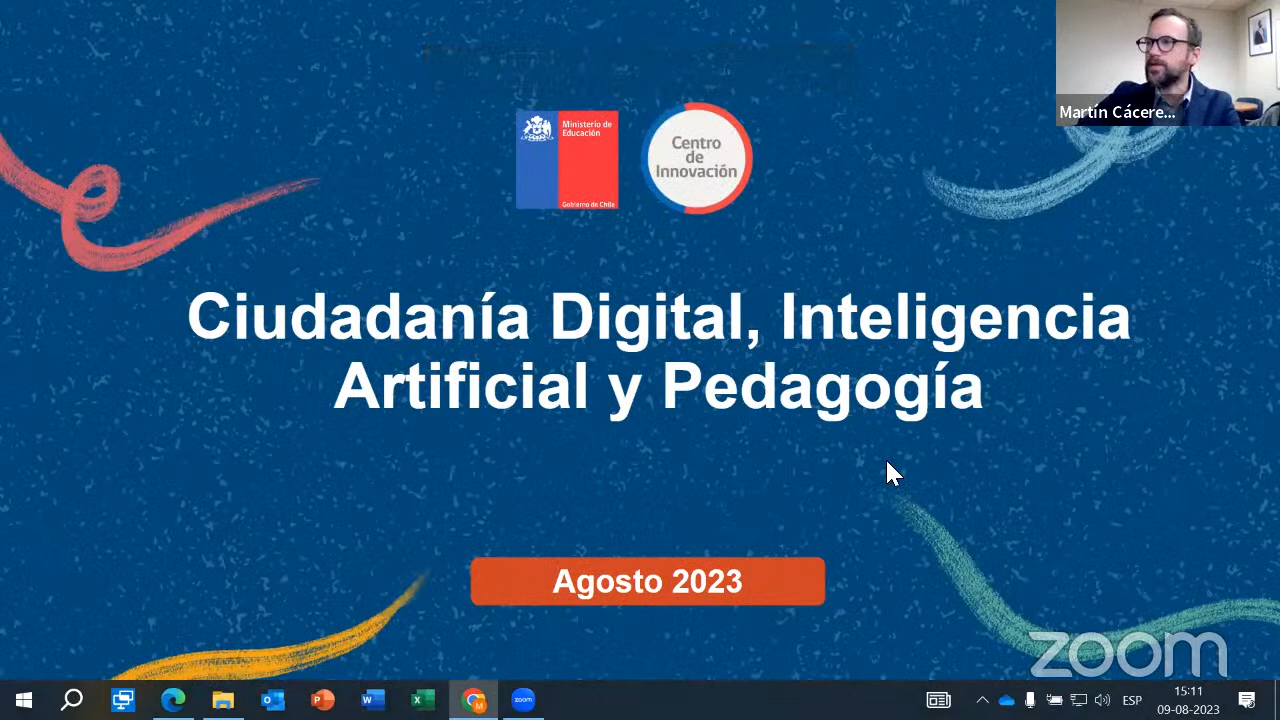 Martín Cácere...
Ministerio de
Educación
Gobierno de Chile
Centro
de
Innovación
Ciudadanía Digital, Inteligencia
Artificial y Pedagogía
Agosto 2023
zoom
zoom
ESP
15:11
09-08-2023